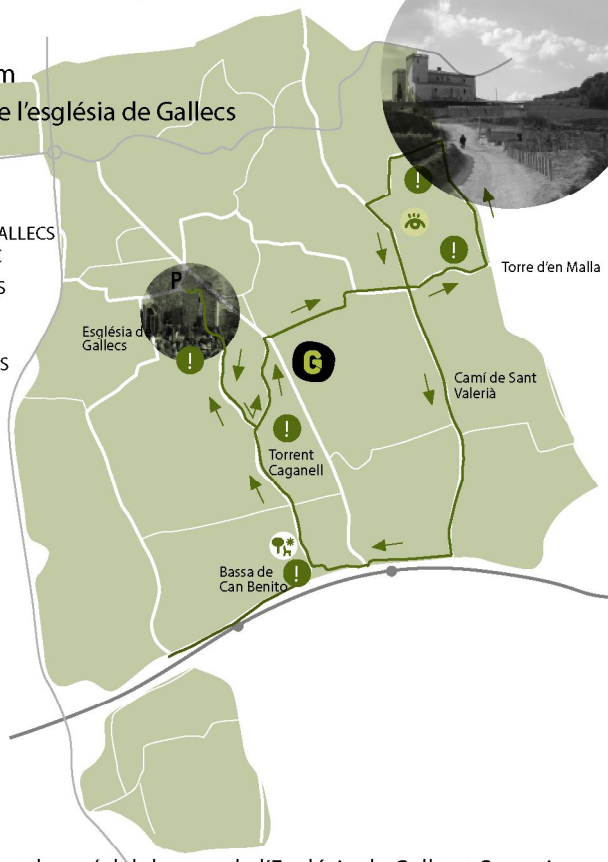 m
e l'església de Gallecs
ALLECS
S
S
P
Església de
Gallecs
G
Torre d'en Malla
Camí de Sant
Valerià
Torrent
Caganell
Bassa de
Can Benito